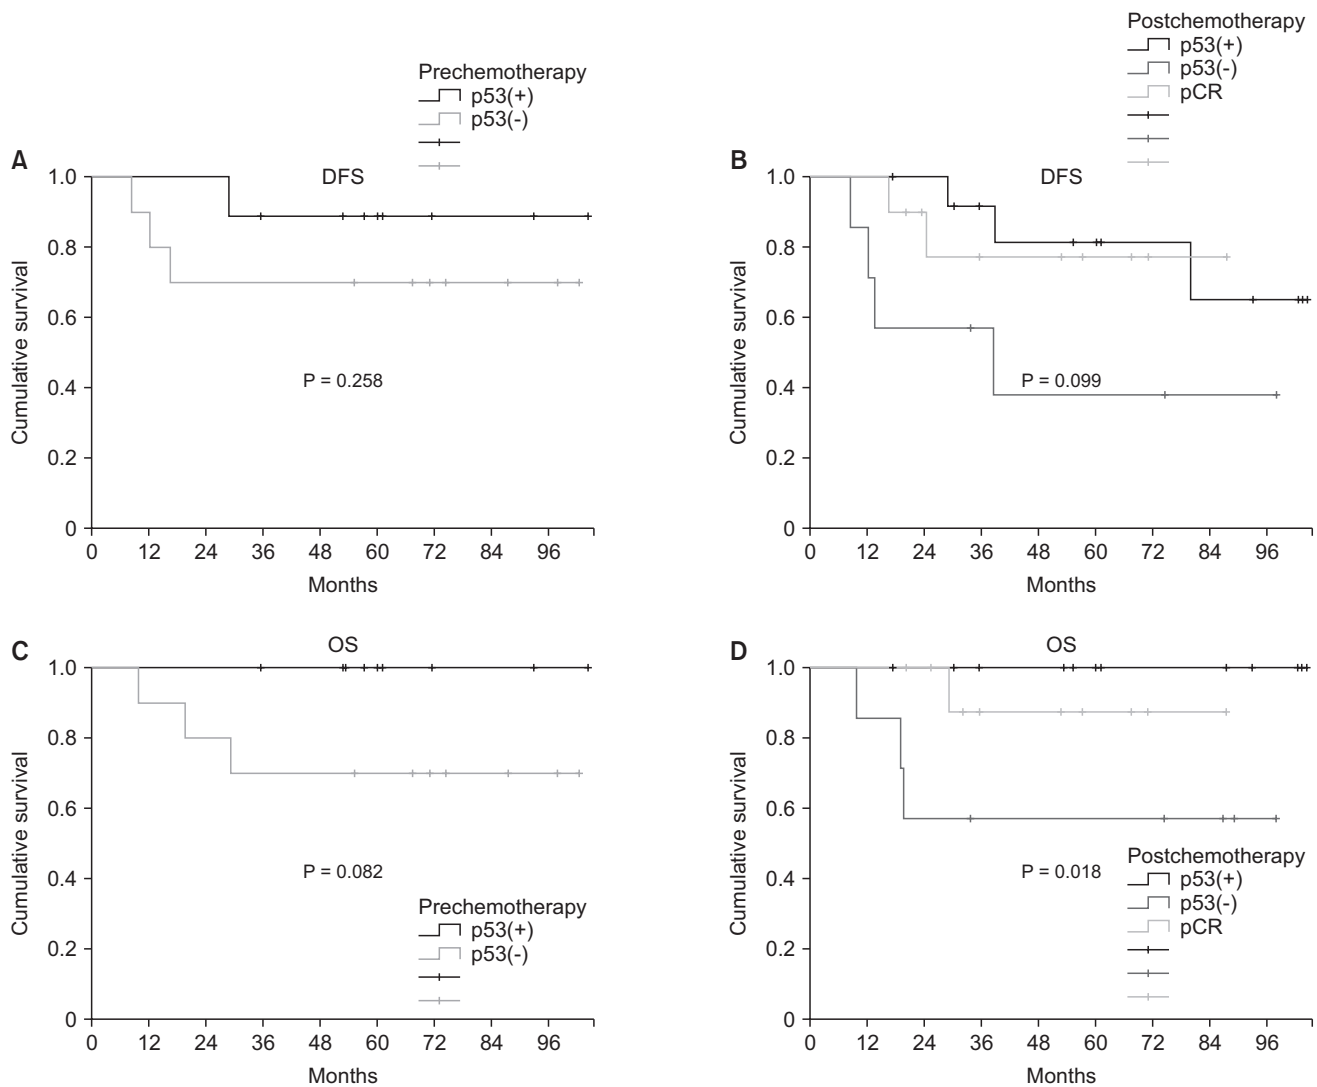 A
Prechemotherapy
p53(+)
p53(-)
DFS
1.0
0.8
0.6
0.4
0.2
0
Cumulative survival
P = 0.258
0 12 24 36 48 60 72 84 96
Months
B
Postchemotherapy
p53(+)
p53(-)
pCR
DFS
1.0
0.8
0.6
0.4
0.2
0
Cumulative survival
P = 0.099
0 12 24 36 48 60 72 84 96
Months
C
OS
1.0
0.8
0.6
0.4
0.2
0
Cumulative survival
P = 0.082
Prechemotherapy
p53(+)
p53(-)
0 12 24 36 48 60 72 84 96
Months
D
OS
1.0
0.8
0.6
0.4
0.2
0
Cumulative survival
P = 0.018
Postchemotherapy
p53(+)
p53(-)
pCR
0 12 24 36 48 60 72 84 96
Months